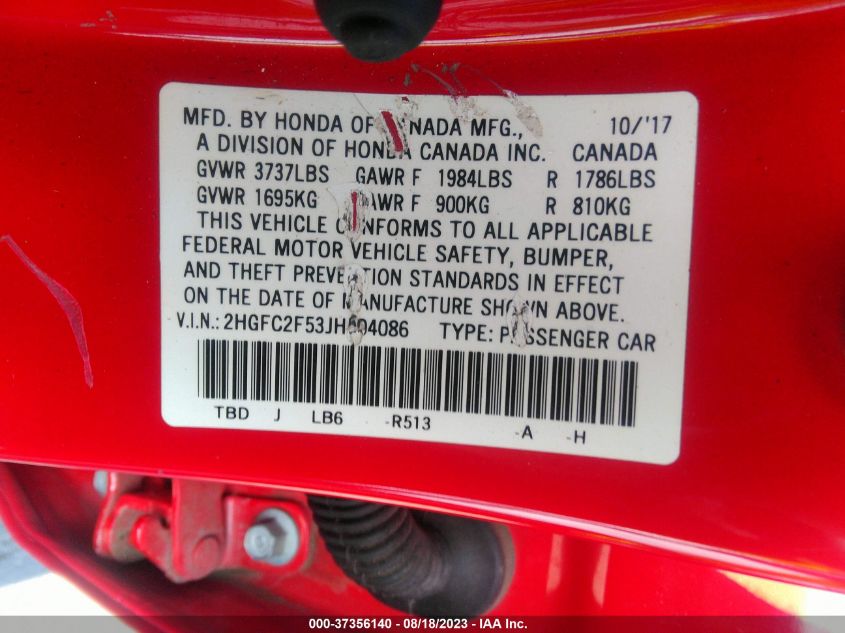 MFD. BY HONDA OF CANADA MFG., 10/'17
A DIVISION OF HONDA CANADA INC. CANADA
GVWR 3737LBS GAWR F 1984LBS R 1786LBS
GVWR 1695KG GAWR F 900KG R 810KG
THIS VEHICLE CONFORMS TO ALL APPLICABLE
FEDERAL MOTOR VEHICLE SAFETY, BUMPER,
AND THEFT PREVENTION STANDARDS IN EFFECT
ON THE DATE OF MANUFACTURE SHOWN ABOVE.
V.I.N.: TYPE: PASSENGER CAR
TBD J LB6 -R513 -A -H
000-37356140 - 08/18/2023 - IAA Inc.